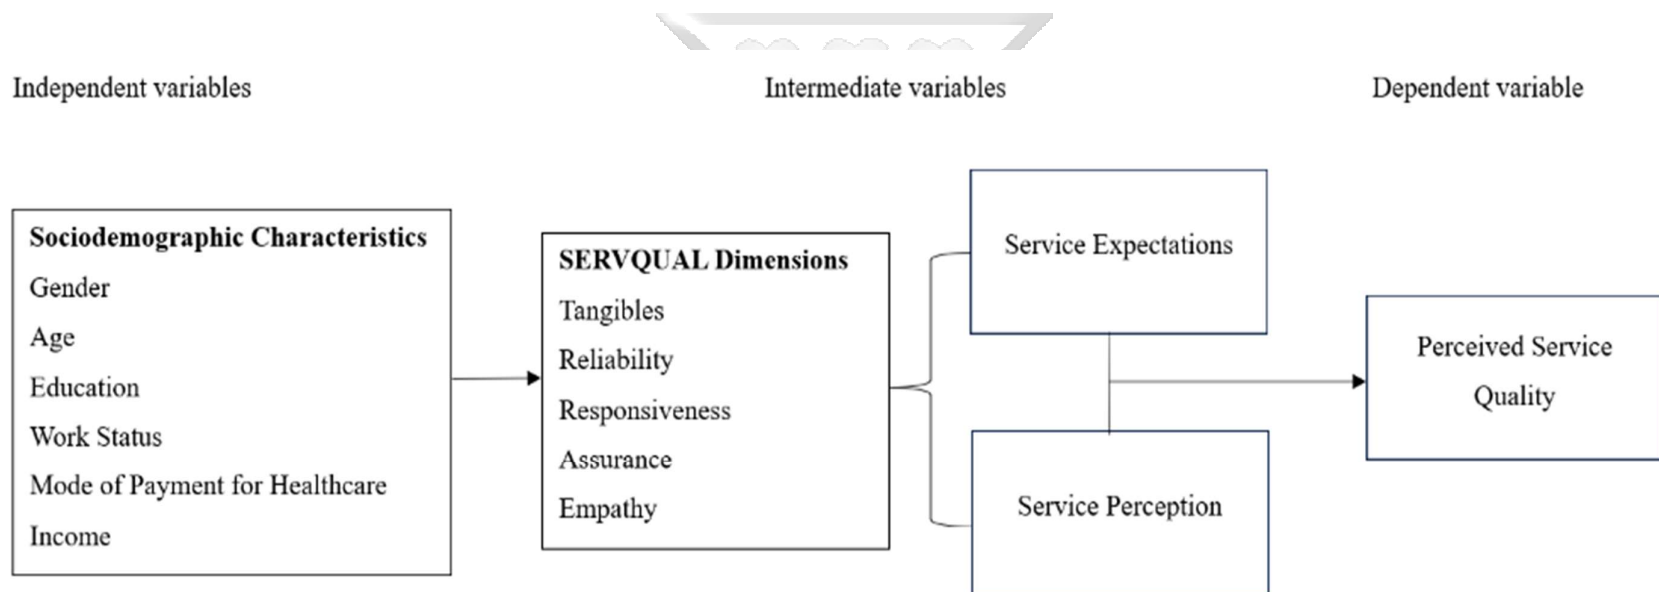 Independent variables
Intermediate variables
Dependent variable
Sociodemographic Characteristics
Gender
Age
Education
Work Status
Mode of Payment for Healthcare
Income
SERVQUAL Dimensions
Tangibles
Reliability
Responsiveness
Assurance
Empathy
Service Expectations
Service Perception
Perceived Service
Quality